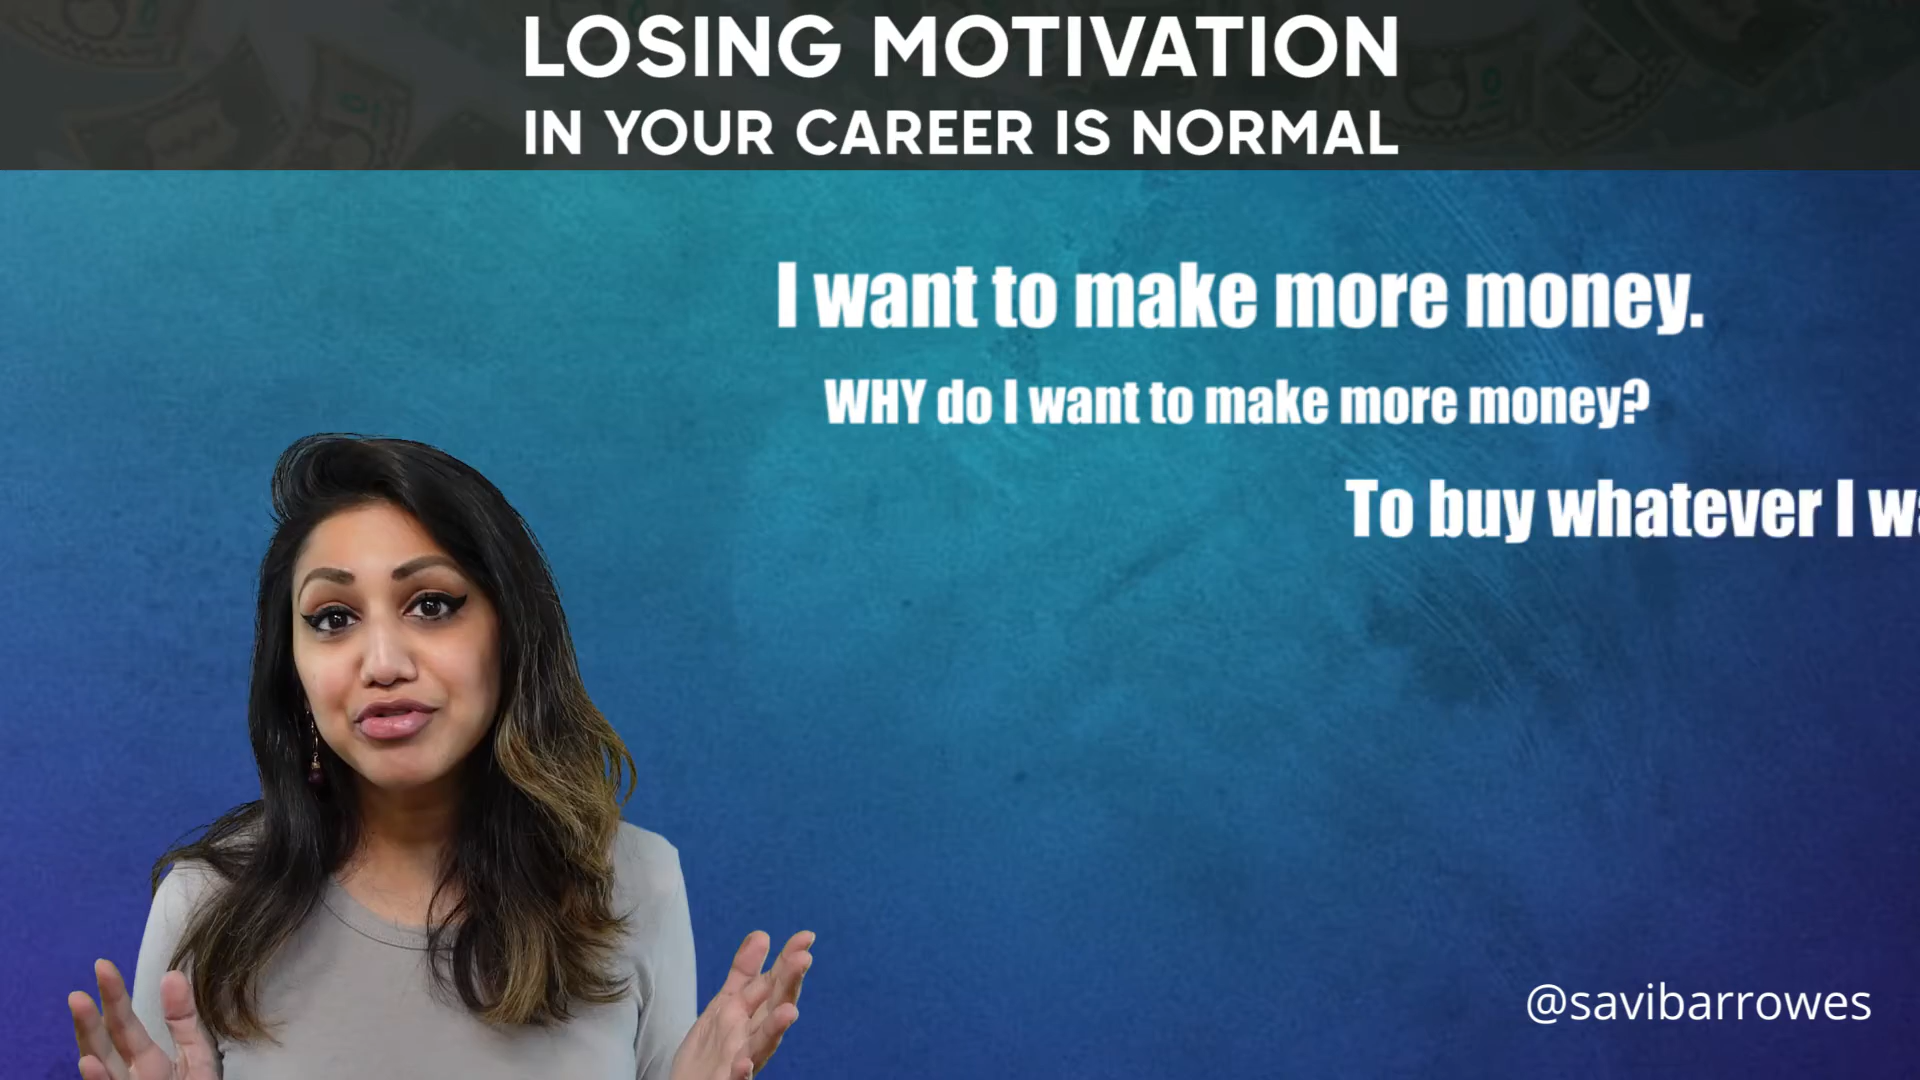 LOSING MOTIVATION
IN YOUR CAREER IS NORMAL
I want to make more money.
WHY do I want to make more money?
To buy whatever I
@savibarrowes